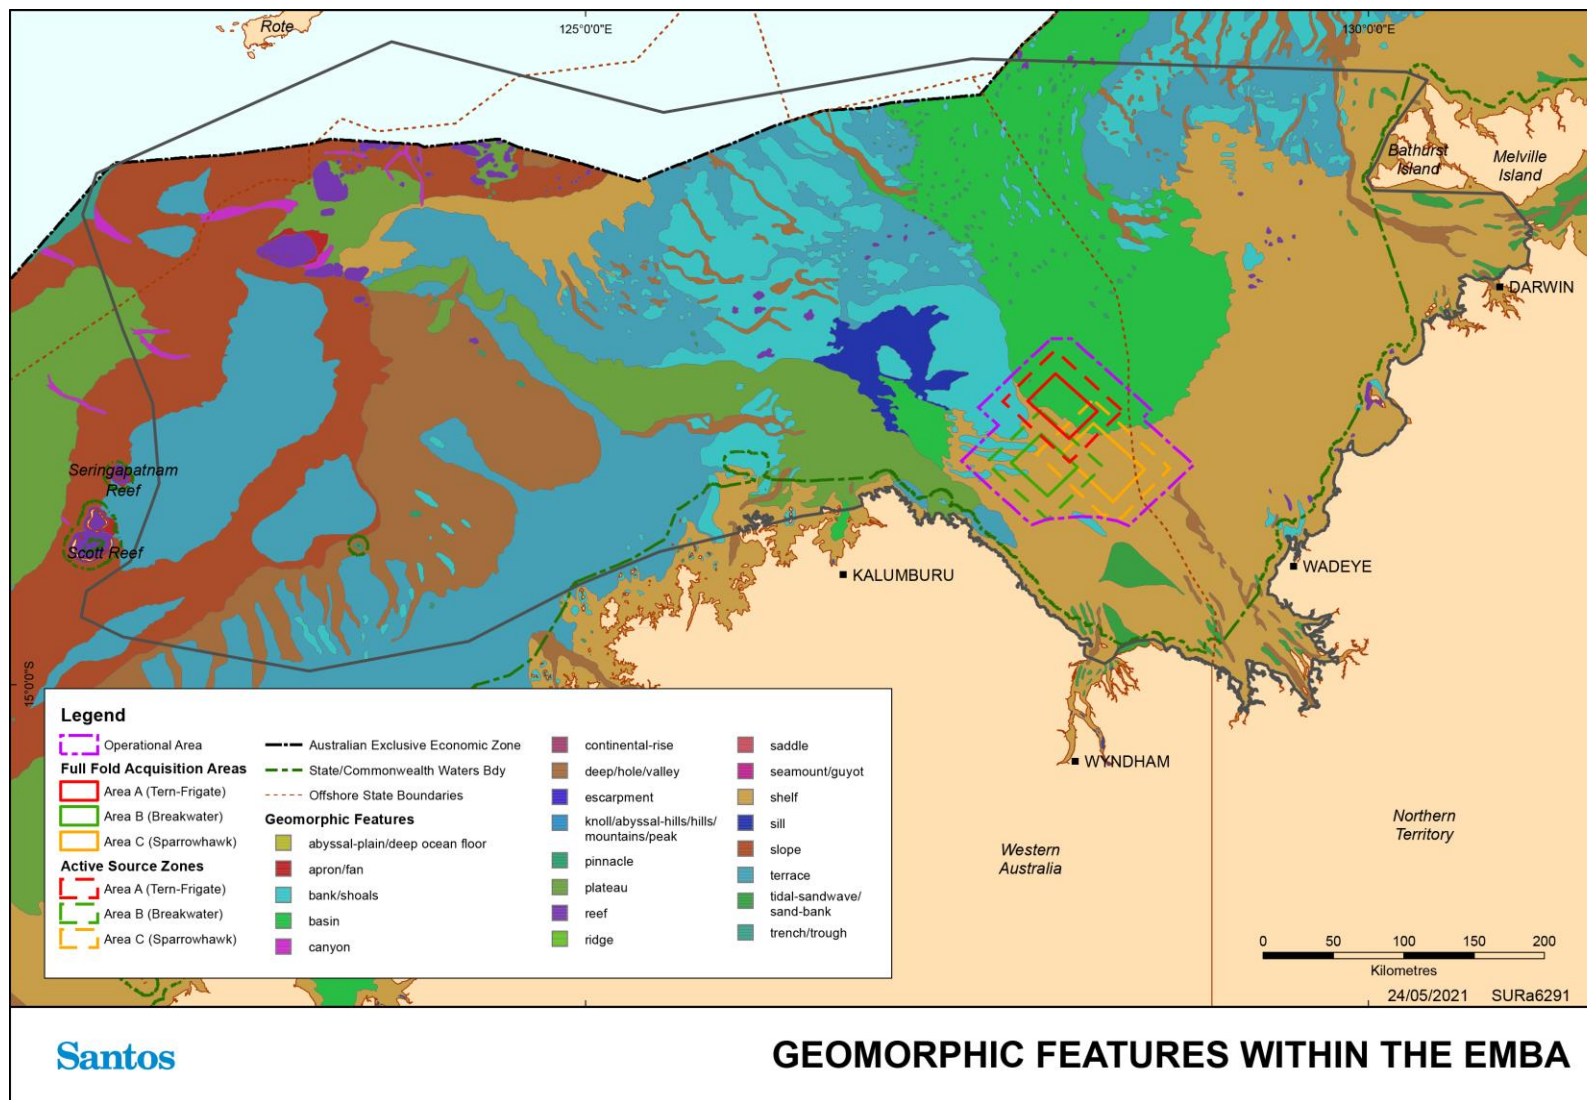 Rote
125°0'0"E
130°0'0"E
Bathurst
Island
Melville
Island
DARWIN
Seringapatnam
Reef
Scott Reef
KALUMBURU
WADEYE
WYNDHAM
15°0'0"S
Western
Australia
Northern
Territory
Legend
Operational Area
Full Fold Acquisition Areas
Area A (Tern-Frigate)
Area B (Breakwater)
Area C (Sparrowhawk)
Active Source Zones
Area A (Tern-Frigate)
Area B (Breakwater)
Area C (Sparrowhawk)
Australian Exclusive Economic Zone
State/Commonwealth Waters Bdy
Offshore State Boundaries
Geomorphic Features
abyssal-plain/deep ocean floor
apron/fan
bank/shoals
basin
canyon
continental-rise
deep/hole/valley
escarpment
knoll/abyssal-hills/hills/
mountains/peak
pinnacle
plateau
reef
ridge
saddle
seamount/guyot
shelf
sill
slope
terrace
tidal-sandwave/
sand-bank
trench/trough
0 50 100 150 200
Kilometres
24/05/2021 SURa6291
Santos
GEOMORPHIC FEATURES WITHIN THE EMBA